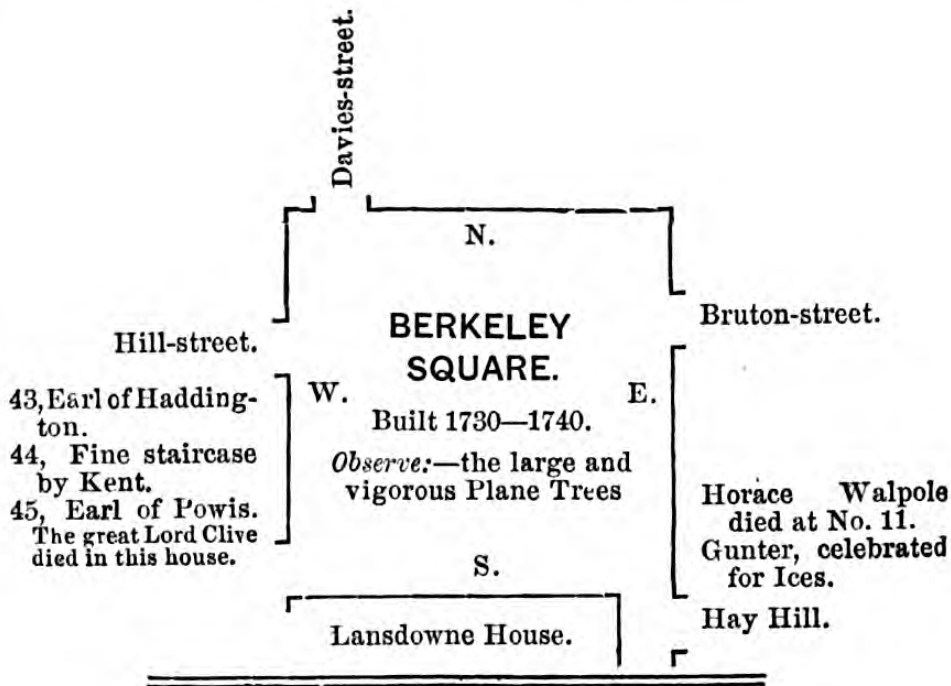 Davies-street.
N.
BERKELEY
SQUARE.
Built 1730—1740.
Observe:—the large and
vigorous Plane Trees
W.
E.
S.
Hill-street.
43, Earl of Hadding-
ton.
44, Fine staircase
by Kent.
45, Earl of Powis.
The great Lord Clive
died in this house.
Bruton-street.
Horace Walpole
died at No. 11.
Gunter, celebrated
for Ices.
Hay Hill.
Lansdowne House.